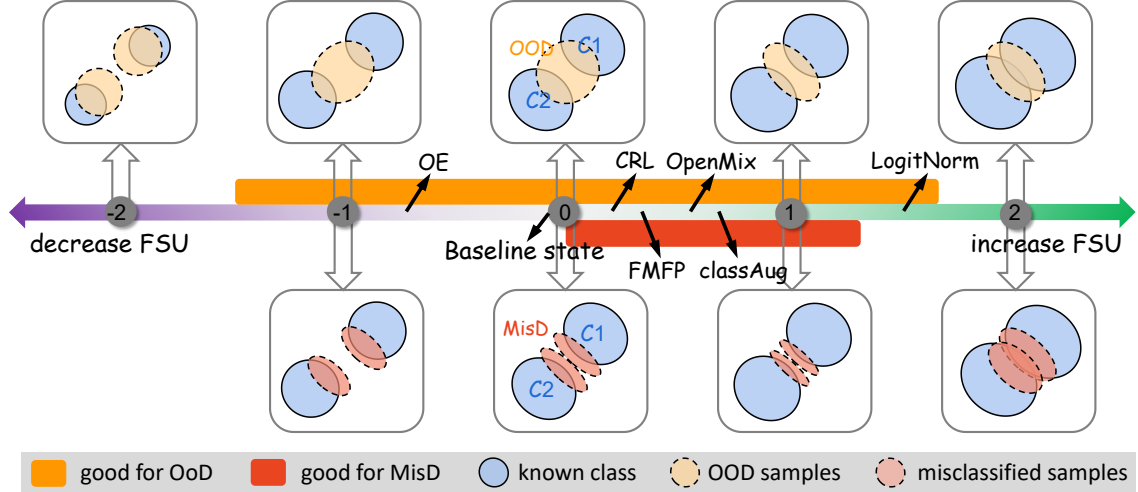 OOD
C1
C2
OE
CRL
OpenMix
LogitNorm
-2
-1
0
1
2
decrease FSU
Baseline state
increase FSU
FMFP
classAug
MisD
C1
C2
good for OoD
good for MisD
known class
OOD samples
misclassified samples